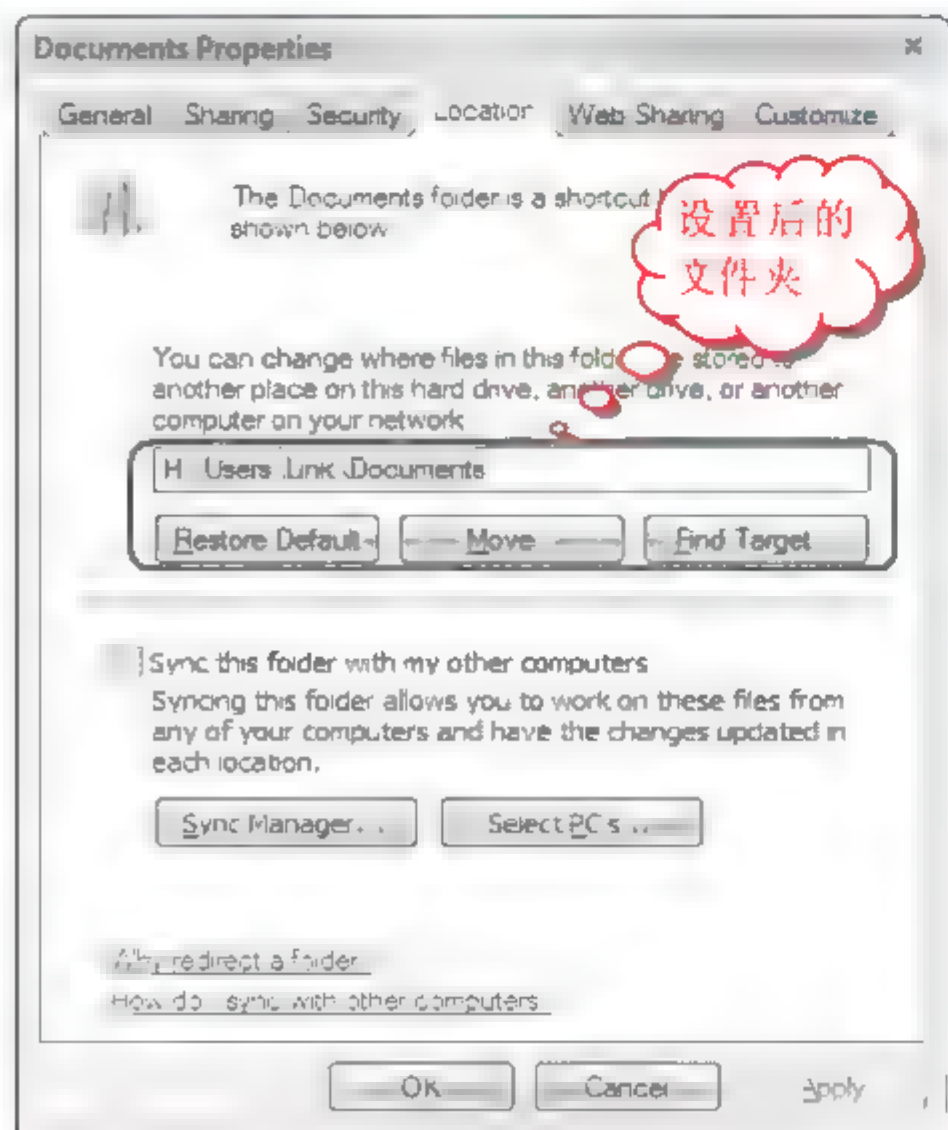 Documents Properties
General Sharing Security Location Web Sharing Customize
The Documents folder is a shortcut
shown below
设置后的
文件夹
You can change where files in this stored
another place on this hard drive, another drive, or another
computer on your network
H Users Link Documents
Restore Default Move Find Target
Sync this folder with my other computers
Syncing this folder allows you to work on these files from
any of your computers and have the changes updated in
each location.
Sync Manager... Select PC s ...
Why redirect a folder
How do I sync with other computers
OK Cancel Apply